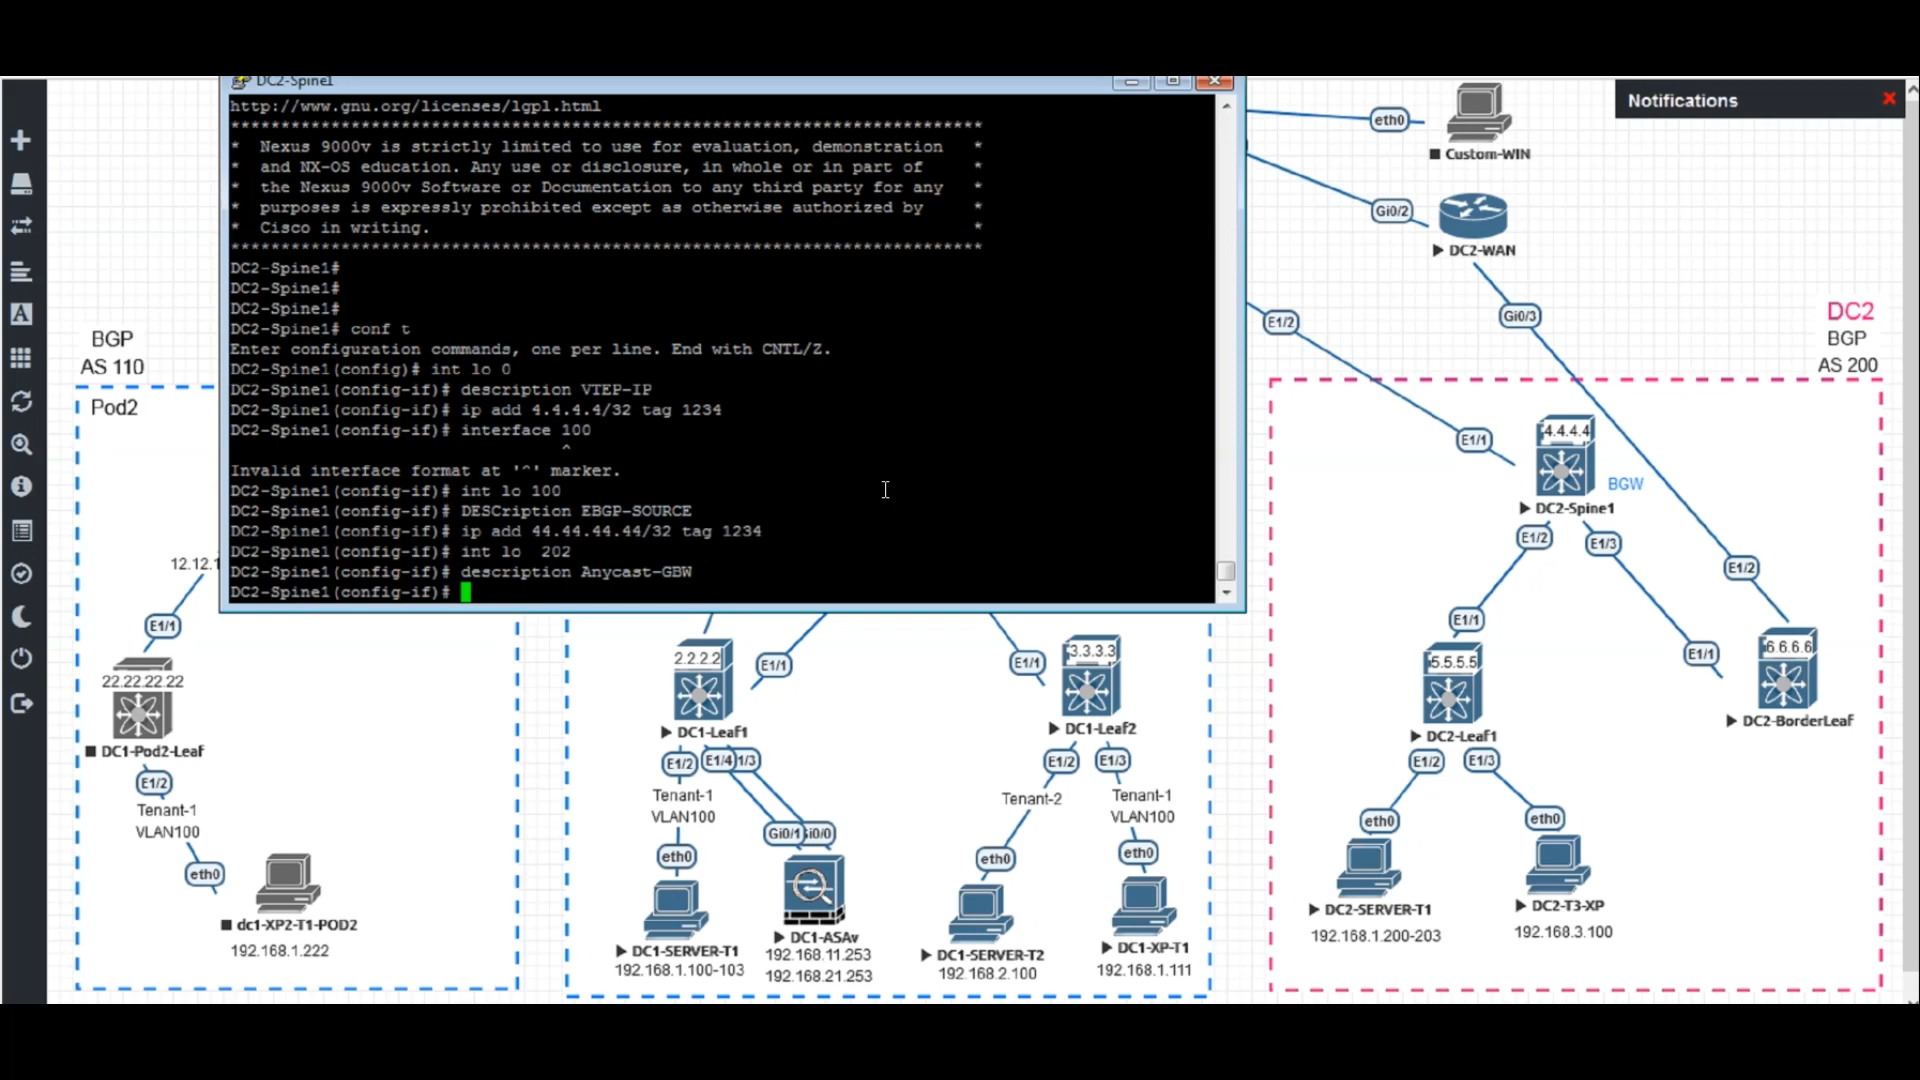 DC2-Spine1
http://www.gnu.org/licenses/lgpl.html
***************************************************************************
*  Nexus 9000v is strictly limited to use for evaluation, demonstration   *
*  and NX-OS education. Any use or disclosure, in whole or in part of     *
*  the Nexus 9000v Software or Documentation to any third party for any   *
*  purposes is expressly prohibited except as otherwise authorized by     *
*  Cisco in writing.                                                      *
***************************************************************************
DC2-Spine1#
DC2-Spine1#
DC2-Spine1#
DC2-Spine1# conf t
Enter configuration commands, one per line. End with CNTL/Z.
DC2-Spine1(config)# int lo 0
DC2-Spine1(config-if)# description VTEP-IP
DC2-Spine1(config-if)# ip add 4.4.4.4/32 tag 1234
DC2-Spine1(config-if)# interface 100
^
Invalid interface format at '^' marker.
DC2-Spine1(config-if)# int lo 100
DC2-Spine1(config-if)# DESCription EBGP-SOURCE
DC2-Spine1(config-if)# ip add 44.44.44.44/32 tag 1234
DC2-Spine1(config-if)# int lo  202
DC2-Spine1(config-if)# description Anycast-GBW
DC2-Spine1(config-if)#
Notifications
eth0
Custom-WIN
Gi0/2
DC2-WAN
E1/2
Gi0/3
DC2
BGP
AS 200
BGP
AS 110
Pod2
12.12.1
E1/1
22.22.22.22
DC1-Pod2-Leaf
E1/2
Tenant-1
VLAN100
eth0
dc1-XP2-T1-POD2
192.168.1.222
2.2.2.2
E1/1
DC1-Leaf1
E1/2
E1/4
1/3
Tenant-1
VLAN100
Gi0/1
Gi0/0
eth0
DC1-SERVER-T1
192.168.1.100-103
DC1-ASAv
192.168.11.253
192.168.21.253
E1/1
3.3.3.3
DC1-Leaf2
E1/2
E1/3
Tenant-2
Tenant-1
VLAN100
eth0
eth0
DC1-SERVER-T2
192.168.2.100
DC1-XP-T1
192.168.1.111
E1/1
4.4.4.4
BGW
DC2-Spine1
E1/2
E1/3
E1/2
E1/1
E1/1
5.5.5.5
6.6.6.6
DC2-Leaf1
DC2-BorderLeaf
E1/2
E1/3
eth0
eth0
DC2-SERVER-T1
192.168.1.200-203
DC2-T3-XP
192.168.3.100